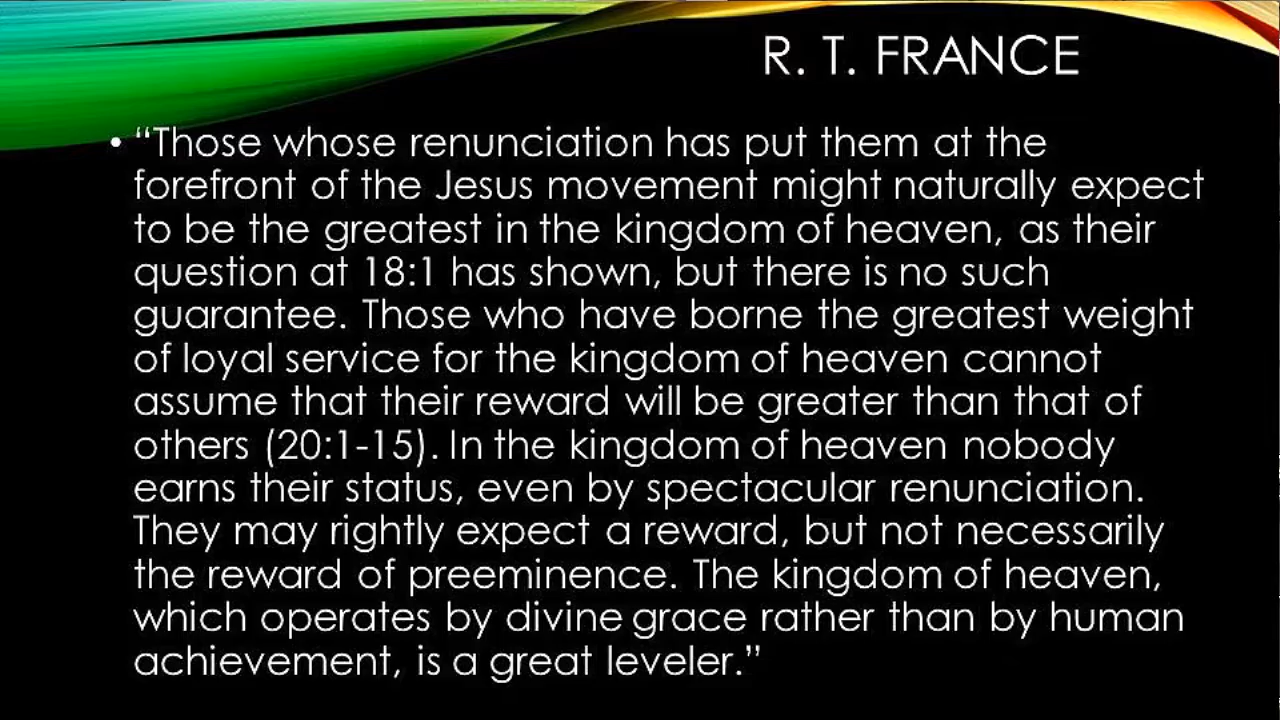 R. T. FRANCE
• “Those whose renunciation has put them at the
forefront of the Jesus movement might naturally expect
to be the greatest in the kingdom of heaven, as their
question at 18:1 has shown, but there is no such
guarantee. Those who have borne the greatest weight
of loyal service for the kingdom of heaven cannot
assume that their reward will be greater than that of
others (20:1-15). In the kingdom of heaven nobody
earns their status, even by spectacular renunciation.
They may rightly expect a reward, but not necessarily
the reward of preeminence. The kingdom of heaven,
which operates by divine grace rather than by human
achievement, is a great leveler.”